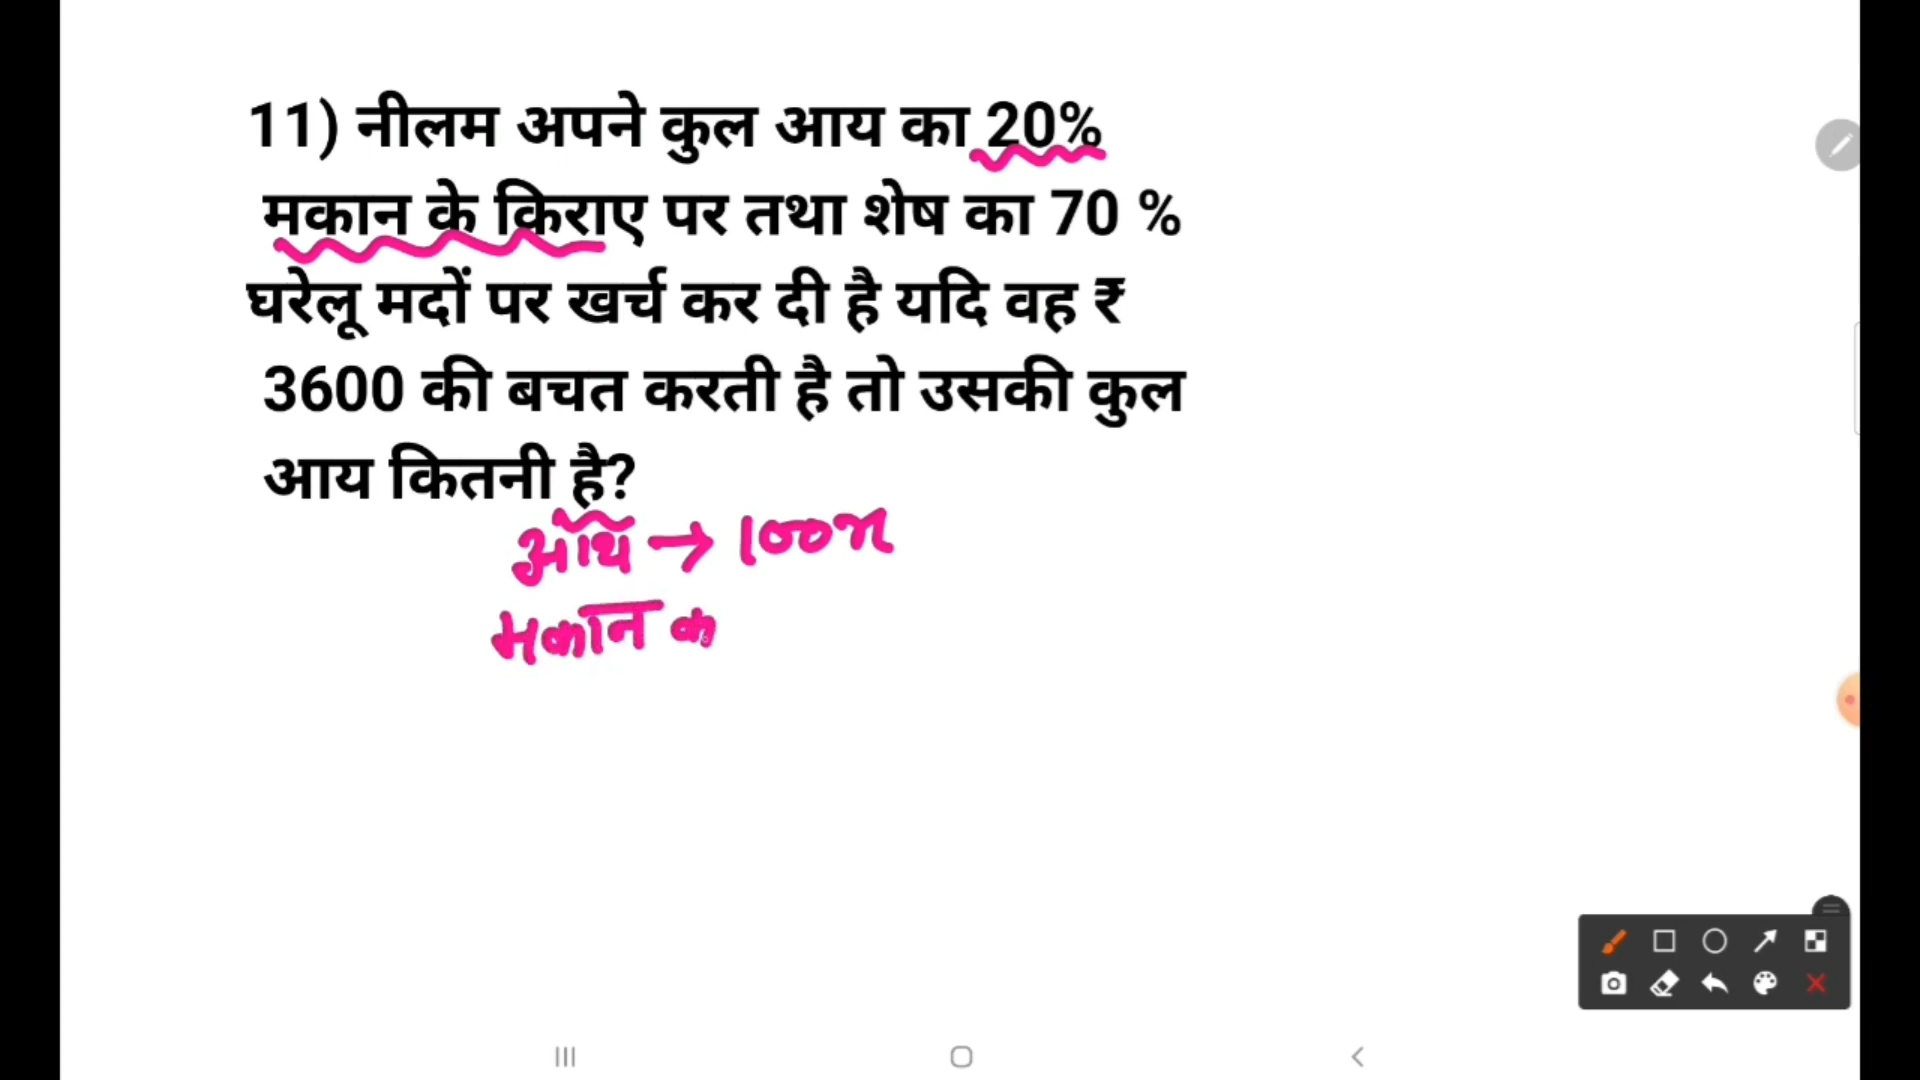 11) नीलम अपने कुल आय का 20%
मकान के किराए पर तथा शेष का 70 %
घरेलू मदों पर खर्च कर दी है यदि वह ₹
3600 की बचत करती है तो उसकी कुल
आय कितनी है?
आय → 100x
मकान क